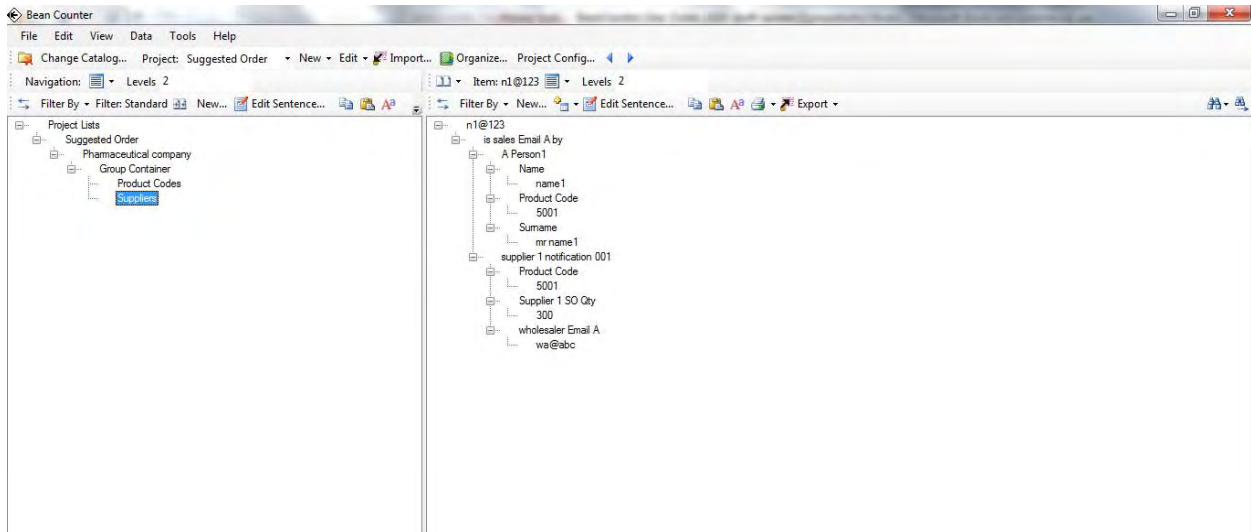 Bean Counter
File Edit View Data Tools Help
Change Catalog... Project: Suggested Order New Edit Import... Organize... Project Config...
Navigation: Levels 2
Item: n1@123 Levels 2
Filter By Filter: Standard New... Edit Sentence...
Filter By New... Edit Sentence... Export
Project Lists
Suggested Order
Pharmaceutical company
Group Container
Product Codes
Suppliers
n1@123
is sales Email A by
A Person1
Name
name1
Product Code
5001
Surname
mr name1
supplier 1 notification 001
Product Code
5001
Supplier 1 SO Qty
300
wholesaler Email A
wa@abc